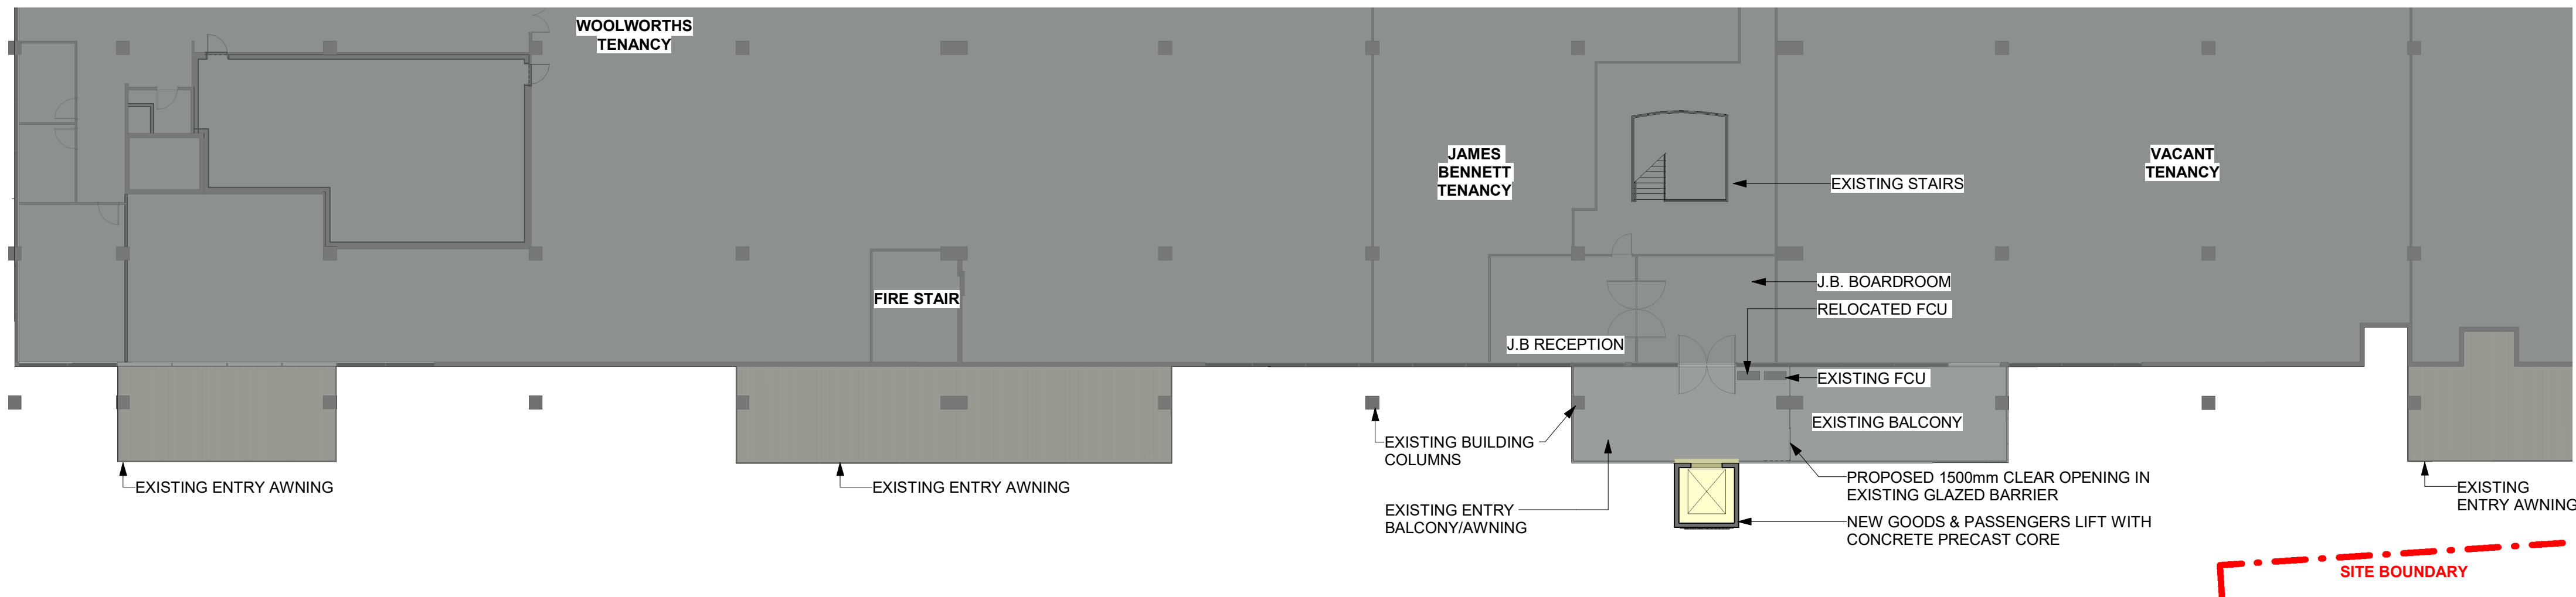 WOOLWORTHS
TENANCY
JAMES
BENNETT
TENANCY
VACANT
TENANCY
EXISTING STAIRS
J.B. BOARDROOM
RELOCATED FCU
FIRE STAIR
J.B RECEPTION
EXISTING FCU
EXISTING BALCONY
EXISTING BUILDING
COLUMNS
EXISTING ENTRY AWNING
EXISTING ENTRY AWNING
PROPOSED 1500mm CLEAR OPENING IN
EXISTING GLAZED BARRIER
EXISTING
ENTRY AWNING
EXISTING ENTRY
BALCONY/AWNING
NEW GOODS & PASSENGERS LIFT WITH
CONCRETE PRECAST CORE
SITE BOUNDARY